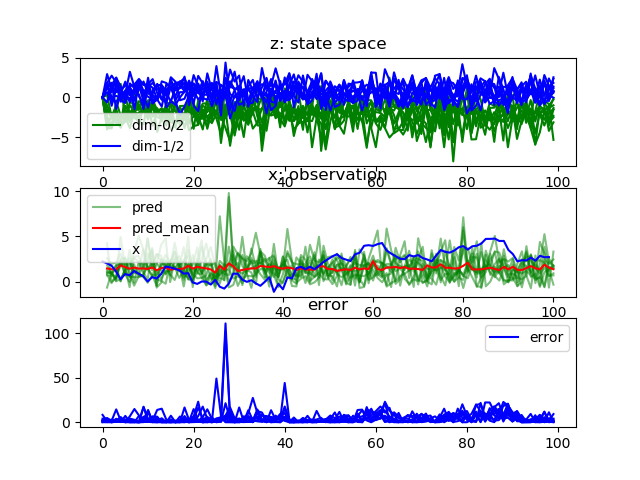 z: state space
5
0
−5
dim-0/2
dim-1/2
0 20 40 60 80 100
x: observation
10
5
0
pred
pred_mean
x
0 20 40 60 80 100
error
100
50
0
error
0 20 40 60 80 100